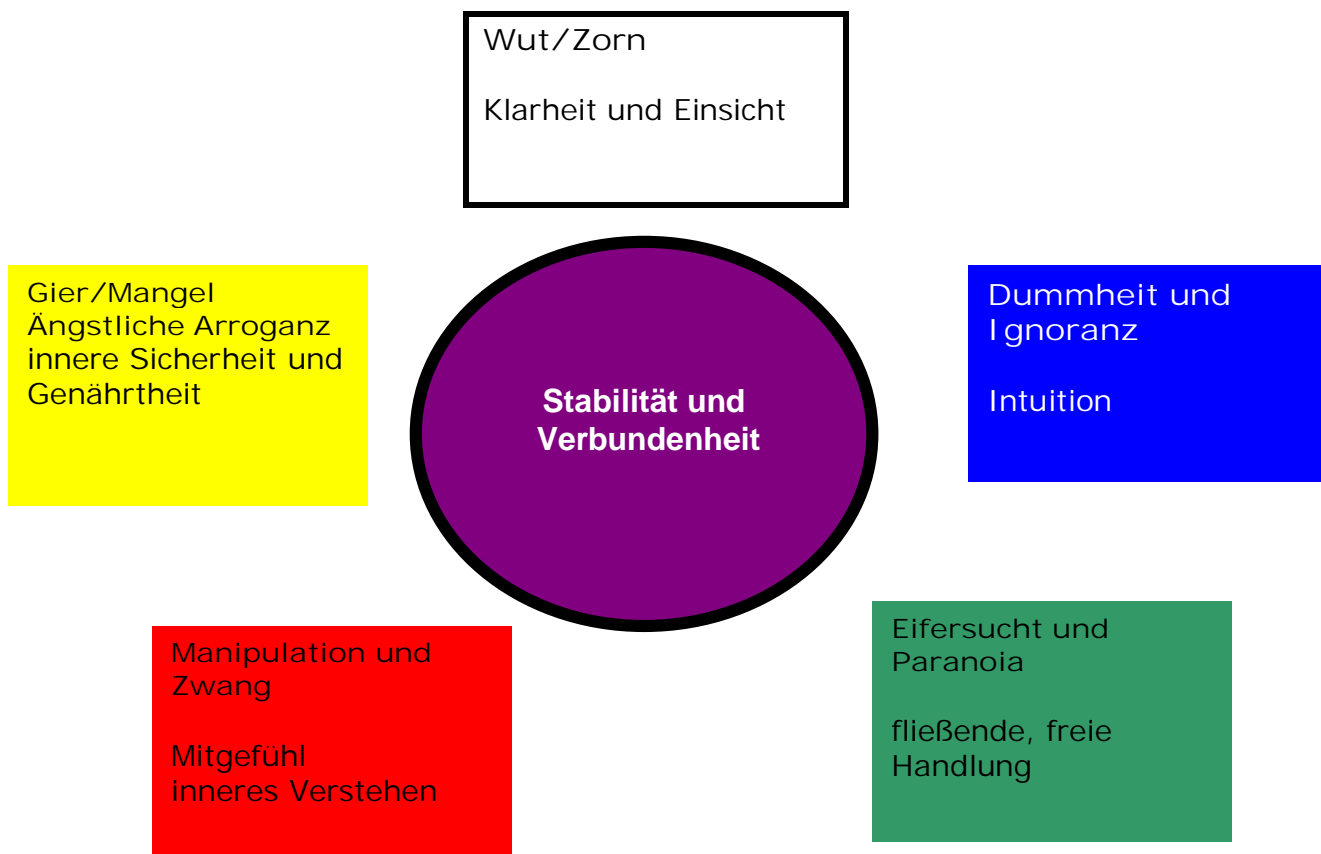 Wut/Zorn
Klarheit und Einsicht
Gier/Mangel
Ängstliche Arroganz
innere Sicherheit und
Genährtheit
Dummheit und
Ignoranz
Intuition
Stabilität und
Verbundenheit
Manipulation und
Zwang
Mitgefühl
inneres Verstehen
Eifersucht und
Paranoia
fließende, freie
Handlung